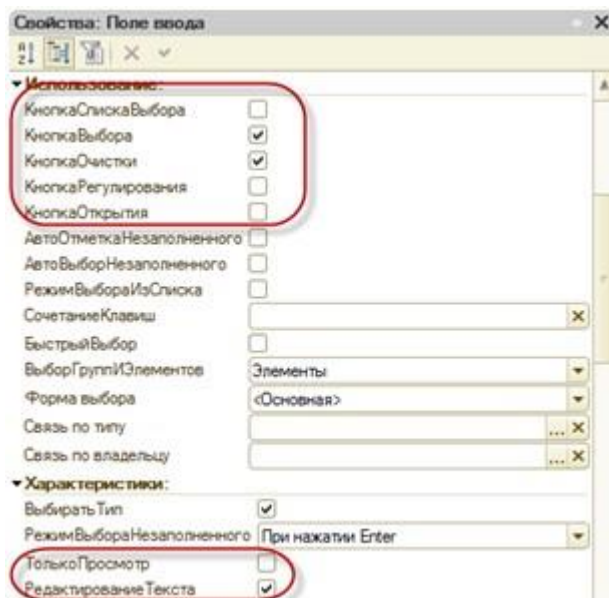 Свойства: Поле ввода
Использование:
КнопкаСпискаВыбора
КнопкаВыбора
КнопкаОчистки
КнопкаРегулирования
КнопкаОткрытия
АвтоОтметкаНезаполненного
АвтоВыборНезаполненного
РежимВыбораИзСписка
СочетаниеКлавиш
БыстрыйВыбор
ВыборГруппИЭлементов Элементы
Форма выбора <Основная>
Связь по типу ...
Связь по владельцу ...
Характеристики:
ВыбиратьТип
РежимВыбораНезаполненного При нажатии Enter
ТолькоПросмотр
РедактированиеТекста